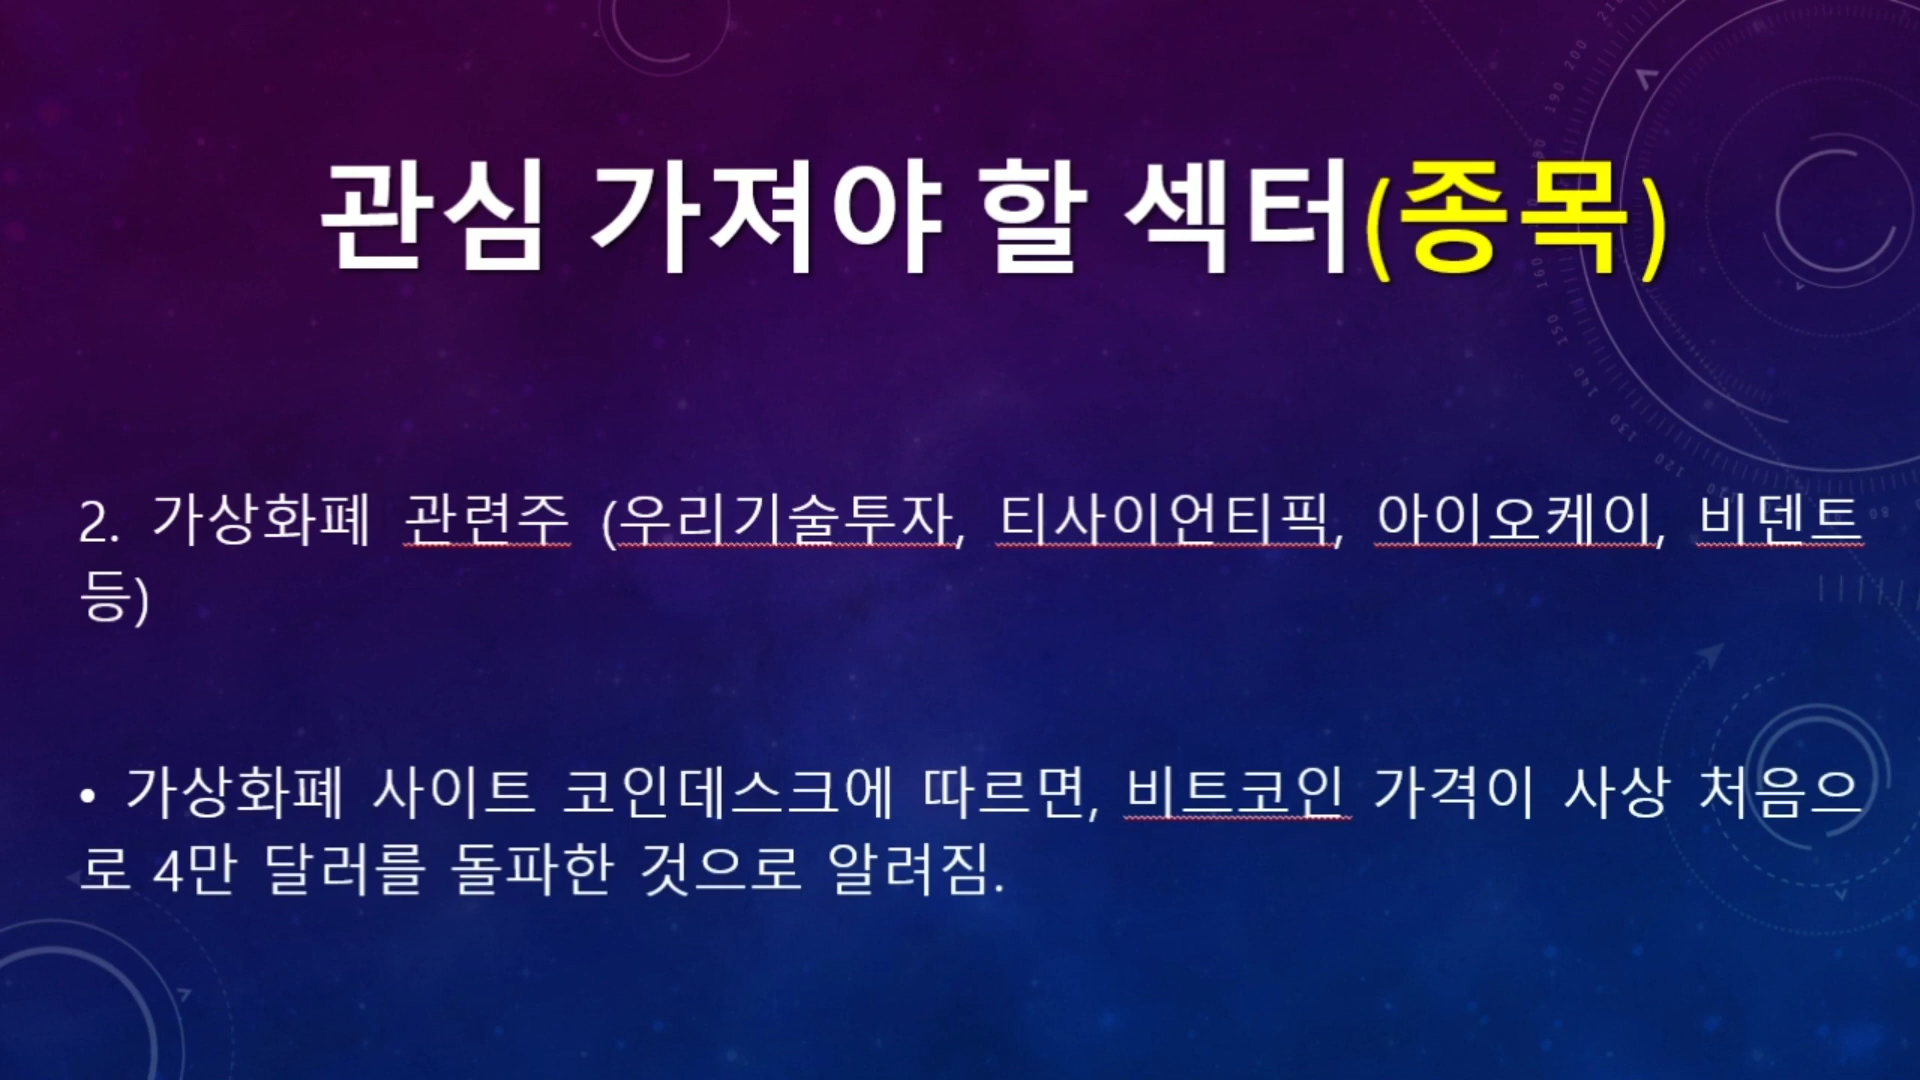 관심 가져야 할 섹터(종목)
2. 가상화폐 관련주 (우리기술투자, 티사이언티픽, 아이오케이, 비덴트
등)
• 가상화폐 사이트 코인데스크에 따르면, 비트코인 가격이 사상 처음으
로 4만 달러를 돌파한 것으로 알려짐.